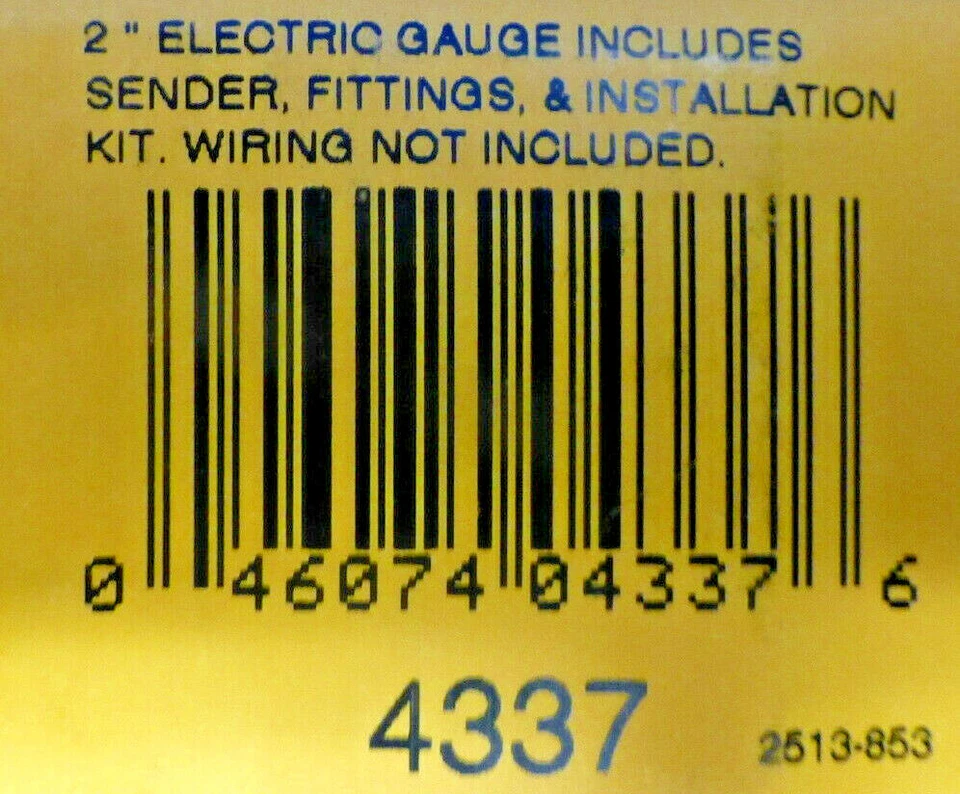 2 " ELECTRIC GAUGE INCLUDES
SENDER, FITTINGS, & INSTALLATION
KIT. WIRING NOT INCLUDED.
0 46074 04337 6
4337
2513-853